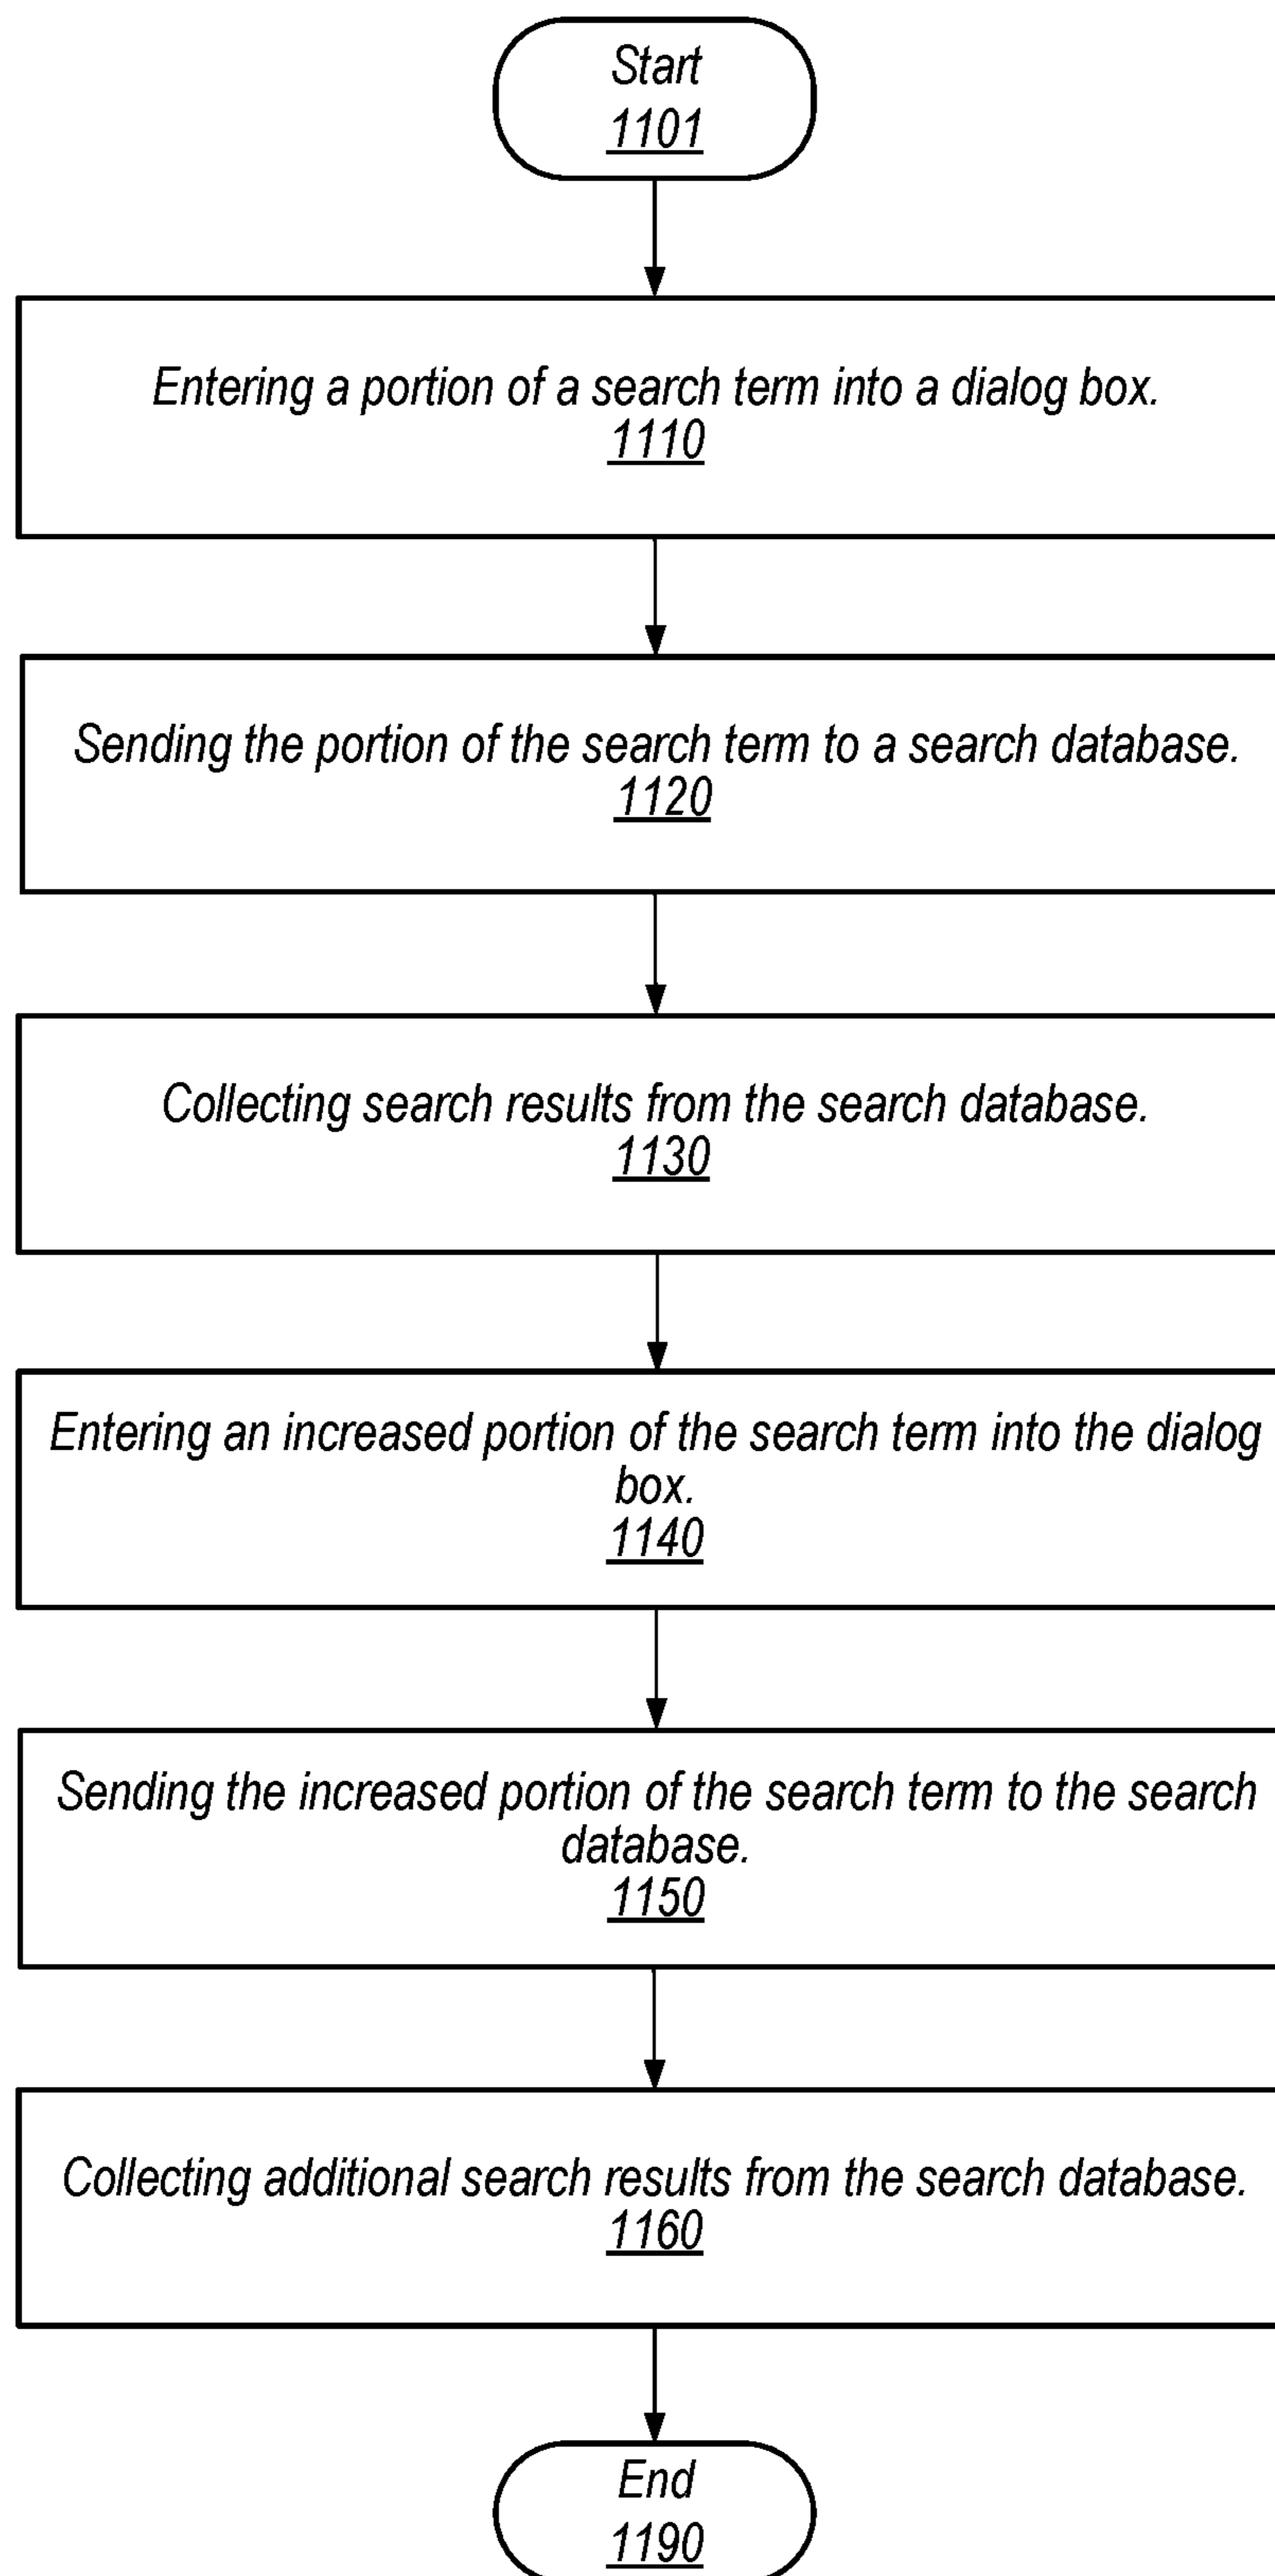 Start
1101
Entering a portion of a search term into a dialog box.
1110
Sending the portion of the search term to a search database.
1120
Collecting search results from the search database.
1130
Entering an increased portion of the search term into the dialog
box.
1140
Sending the increased portion of the search term to the search
database.
1150
Collecting additional search results from the search database.
1160
End
1190